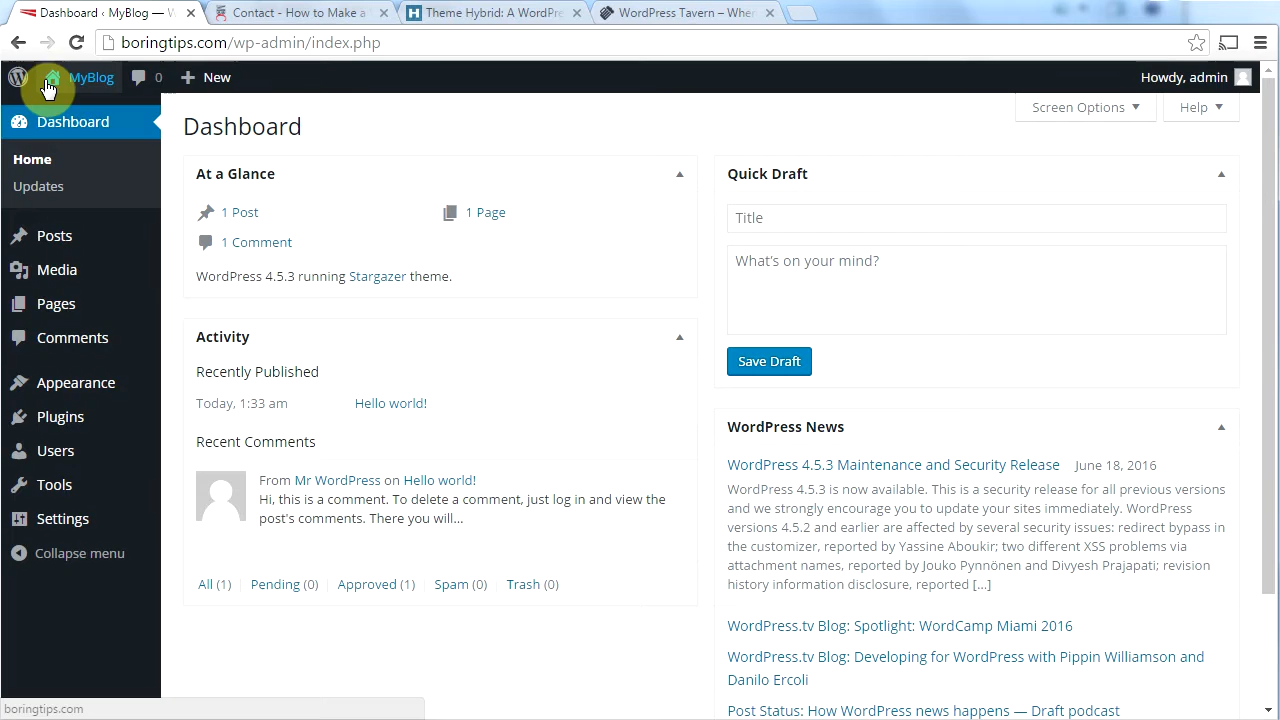 Dashboard ‹ MyBlog — W
Contact - How to Make a
Theme Hybrid: A WordPre
WordPress Tavern – Wher
boringtips.com/wp-admin/index.php
MyBlog
0
New
Howdy, admin
Dashboard
Home
Updates
Posts
Media
Pages
Comments
Appearance
Plugins
Users
Tools
Settings
Collapse menu
Screen Options
Help
Dashboard
At a Glance
1 Post
1 Page
1 Comment
WordPress 4.5.3 running Stargazer theme.
Activity
Recently Published
Today, 1:33 am Hello world!
Recent Comments
From Mr WordPress on Hello world!
Hi, this is a comment. To delete a comment, just log in and view the
post's comments. There you will...
All (1) Pending (0) Approved (1) Spam (0) Trash (0)
Quick Draft
Title
What's on your mind?
Save Draft
WordPress News
WordPress 4.5.3 Maintenance and Security Release June 18, 2016
WordPress 4.5.3 is now available. This is a security release for all previous versions
and we strongly encourage you to update your sites immediately. WordPress
versions 4.5.2 and earlier are affected by several security issues: redirect bypass in
the customizer, reported by Yassine Aboukir; two different XSS problems via
attachment names, reported by Jouko Pynnönen and Divyesh Prajapati; revision
history information disclosure, reported […]
WordPress.tv Blog: Spotlight: WordCamp Miami 2016
WordPress.tv Blog: Developing for WordPress with Pippin Williamson and
Danilo Ercoli
Post Status: How WordPress news happens — Draft podcast
boringtips.com